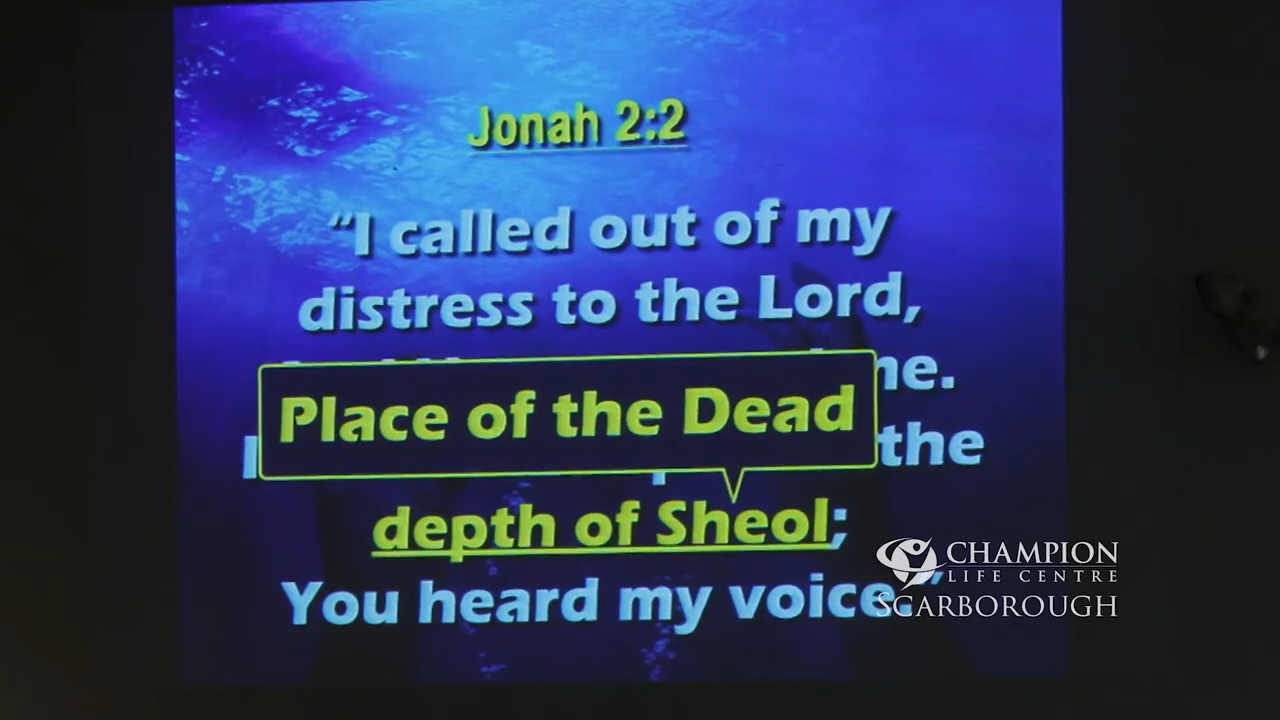 Jonah 2:2
“I called out of my
distress to the Lord,
Place of the Dead
the
depth of Sheol;
You heard my voice.”
CHAMPION
LIFE CENTRE
SCARBOROUGH